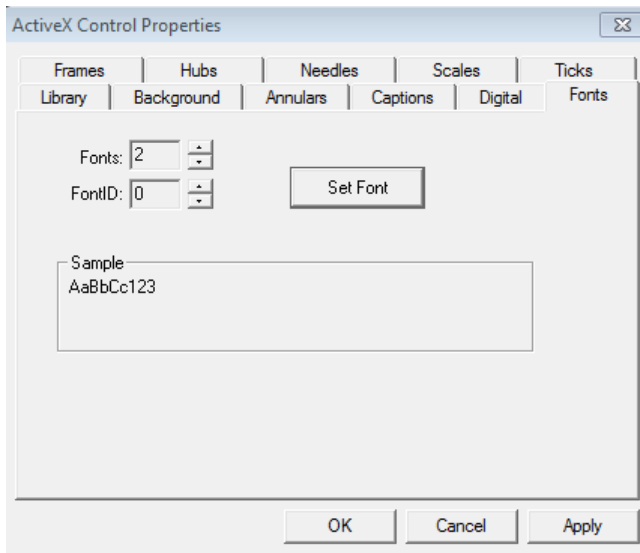 ActiveX Control Properties
Frames Hubs Needles Scales Ticks
Library Background Annulars Captions Digital Fonts
Fonts: 2
FontID: 0
Set Font
Sample
AaBbCc123
OK Cancel Apply